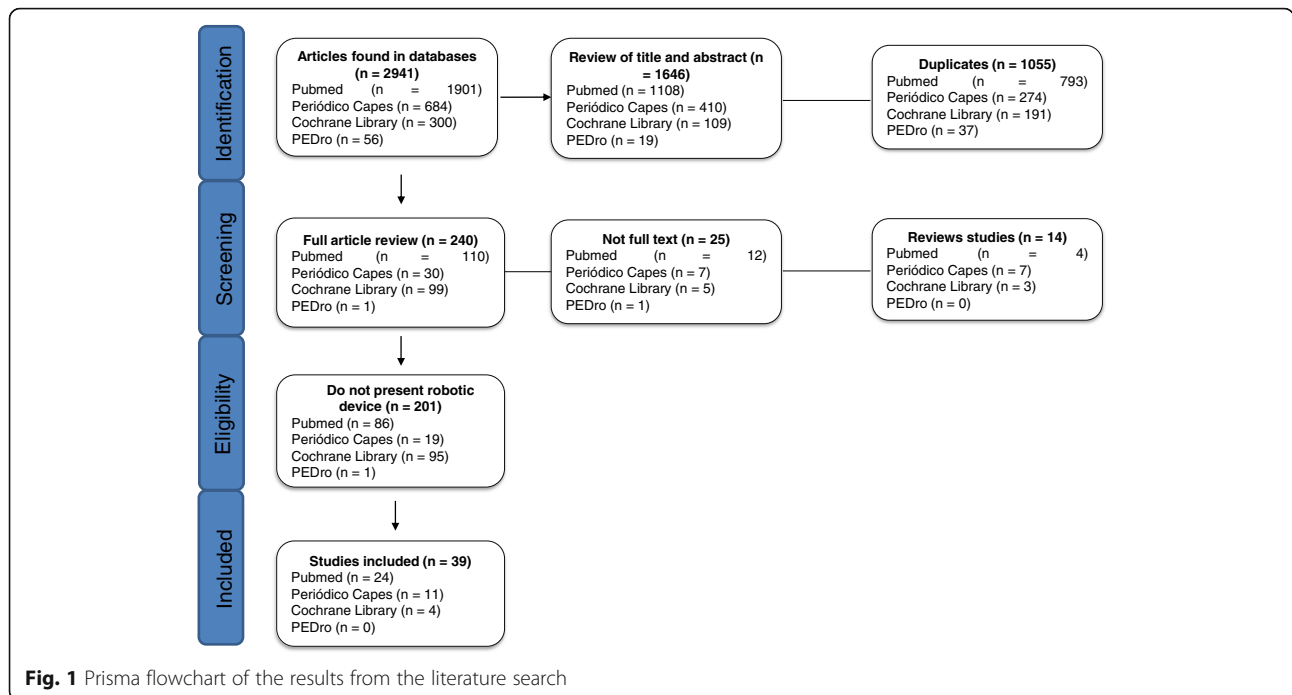 Identification
Articles found in databases
(n = 2941)
Pubmed (n = 1901)
Periódico Capes (n = 684)
Cochrane Library (n = 300)
PEDro (n = 56)
Review of title and abstract (n
= 1646)
Pubmed (n = 1108)
Periódico Capes (n = 410)
Cochrane Library (n = 109)
PEDro (n = 19)
Duplicates (n = 1055)
Pubmed (n = 793)
Periódico Capes (n = 274)
Cochrane Library (n = 191)
PEDro (n = 37)
Screening
Full article review (n = 240)
Pubmed (n = 110)
Periódico Capes (n = 30)
Cochrane Library (n = 99)
PEDro (n = 1)
Not full text (n = 25)
Pubmed (n = 12)
Periódico Capes (n = 7)
Cochrane Library (n = 5)
PEDro (n = 1)
Reviews studies (n = 14)
Pubmed (n = 4)
Periódico Capes (n = 7)
Cochrane Library (n = 3)
PEDro (n = 0)
Eligibility
Do not present robotic
device (n = 201)
Pubmed (n = 86)
Periódico Capes (n = 19)
Cochrane Library (n = 95)
PEDro (n = 1)
Included
Studies included (n = 39)
Pubmed (n = 24)
Periódico Capes (n = 11)
Cochrane Library (n = 4)
PEDro (n = 0)
Fig. 1 Prisma flowchart of the results from the literature search